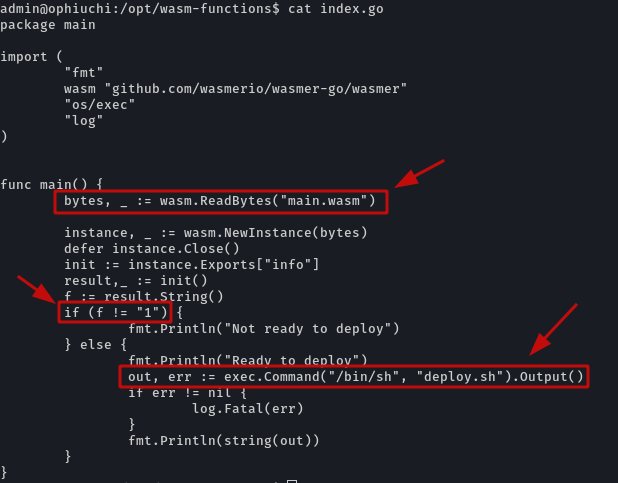 admin@ophiuchi:/opt/wasm-functions$ cat index.go
package main

import (
        "fmt"
        wasm "github.com/wasmerio/wasmer-go/wasmer"
        "os/exec"
        "log"
)


func main() {
        bytes, _ := wasm.ReadBytes("main.wasm")

        instance, _ := wasm.NewInstance(bytes)
        defer instance.Close()
        init := instance.Exports["info"]
        result,_ := init()
        f := result.String()
        if (f != "1") {
                fmt.Println("Not ready to deploy")
        } else {
                fmt.Println("Ready to deploy")
                out, err := exec.Command("/bin/sh", "deploy.sh").Output()
                if err != nil {
                        log.Fatal(err)
                }
                fmt.Println(string(out))
        }
}